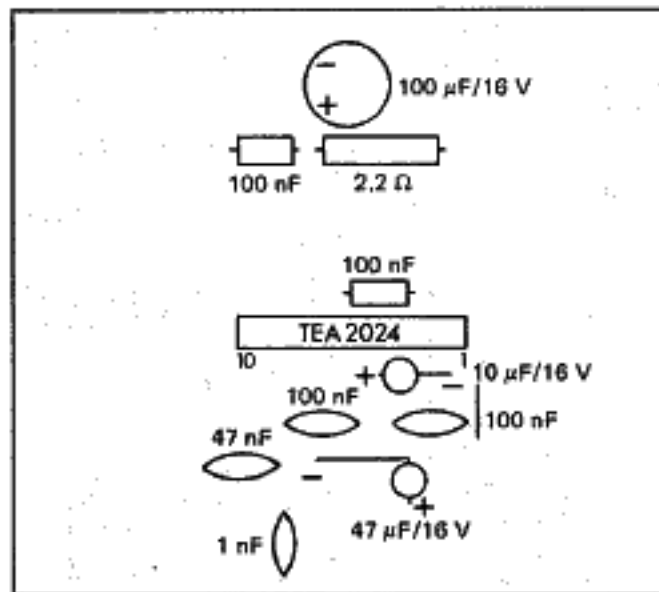 −
+
100 µF/16 V
100 nF
2.2 Ω
100 nF
TEA 2024
10
1
+
−
10 µF/16 V
100 nF
100 nF
47 nF
−
+
47 µF/16 V
1 nF